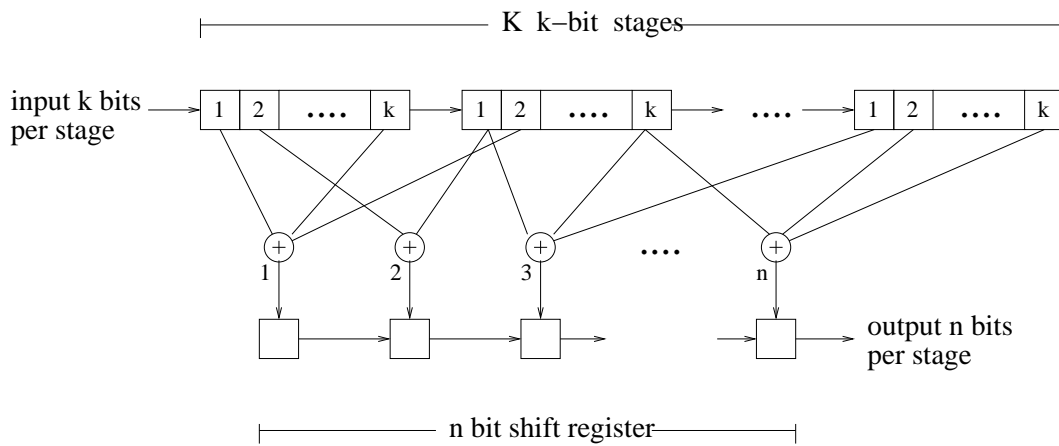 K k−bit stages
input k bits
per stage
1 2 .... k 1 2 .... k .... 1 2 .... k
+ + + .... +
1 2 3 n
output n bits
per stage
n bit shift register